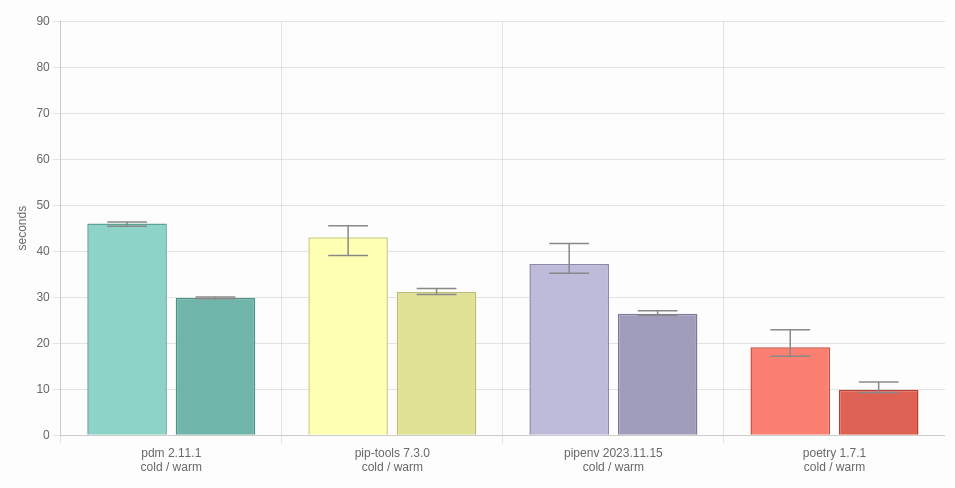 90
80
70
60
50
40
30
20
10
0
seconds
pdm 2.11.1
cold / warm
pip-tools 7.3.0
cold / warm
pipenv 2023.11.15
cold / warm
poetry 1.7.1
cold / warm